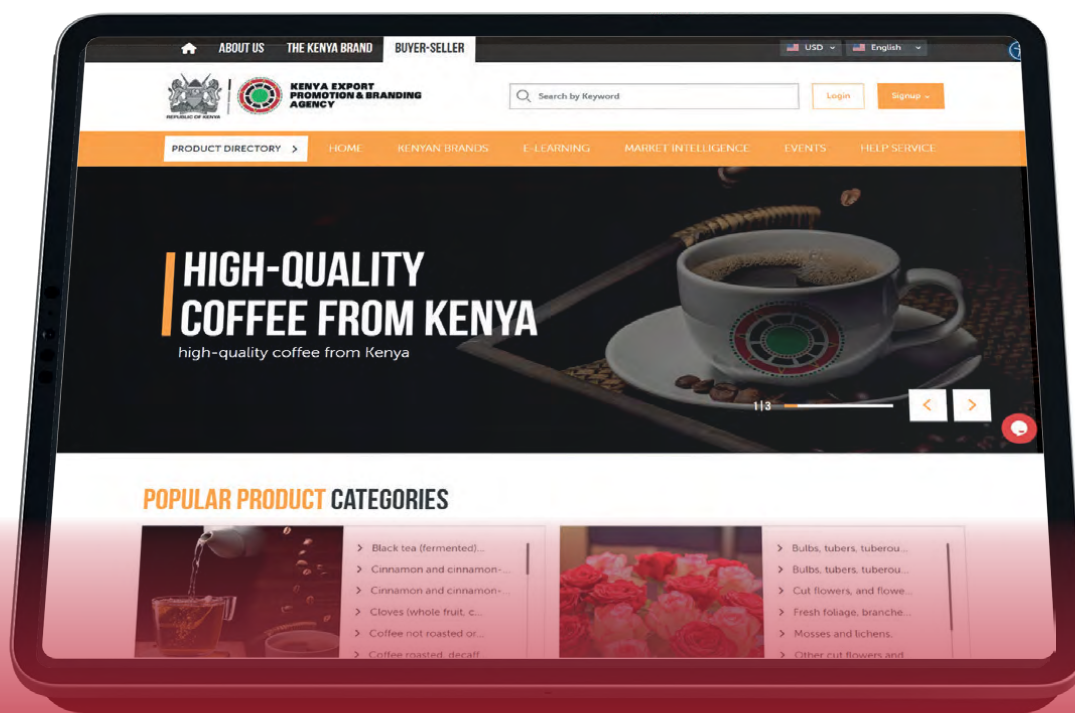 ABOUT US THE KENYA BRAND BUYER-SELLER USD English
REPUBLIC OF KENYA
KENYA EXPORT
PROMOTION & BRANDING
AGENCY
Search by Keyword
Login Signup
PRODUCT DIRECTORY > HOME KENYAN BRANDS E-LEARNING MARKET INTELLIGENCE EVENTS HELP SERVICE
HIGH-QUALITY
COFFEE FROM KENYA
high-quality coffee from Kenya
1|3
POPULAR PRODUCT CATEGORIES
> Black tea (fermented)...
> Cinnamon and cinnamon-...
> Cinnamon and cinnamon-...
> Cloves (whole fruit, c...
> Coffee not roasted or...
> Coffee roasted, decaff...
> Bulbs, tubers, tuberou...
> Bulbs, tubers, tuberou...
> Cut flowers, and flowe...
> Fresh foliage, branche...
> Mosses and lichens,
> Other cut flowers and